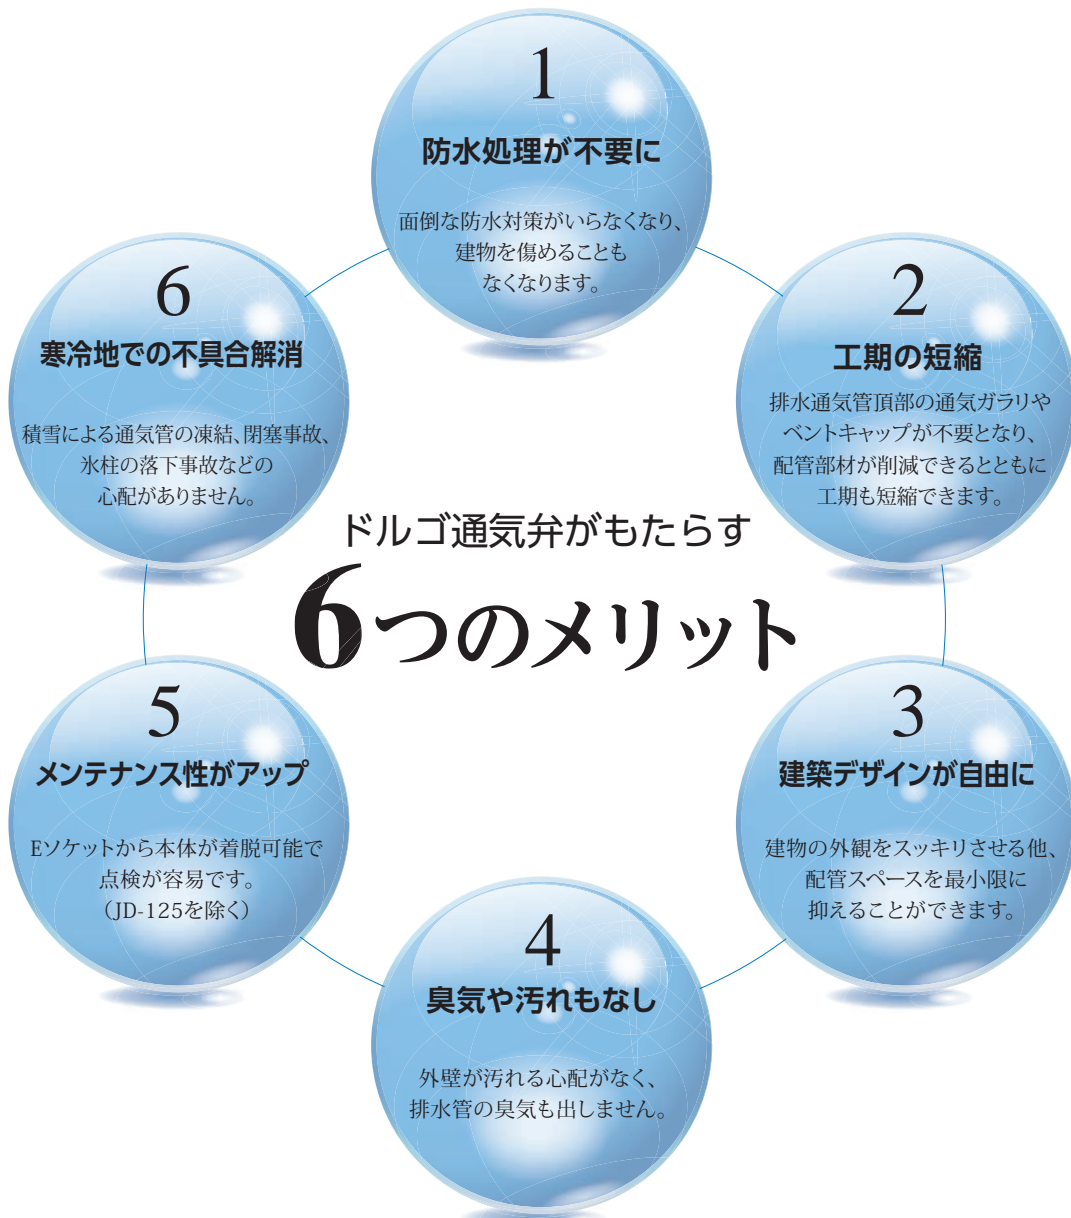 ドルゴ通気弁がもたらす
6つのメリット
1
防水処理が不要に
面倒な防水対策がいらなくなり、
建物を傷めることも
なくなります。
2
工期の短縮
排水通気管頂部の通気ガラリや
ベントキャップが不要となり、
配管部材が削減できるとともに
工期も短縮できます。
3
建築デザインが自由に
建物の外観をスッキリさせる他、
配管スペースを最小限に
抑えることができます。
4
臭気や汚れもなし
外壁が汚れる心配がなく、
排水管の臭気も出しません。
5
メンテナンス性がアップ
Eソケットから本体が着脱可能で
点検が容易です。
（JD-125を除く）
6
寒冷地での不具合解消
積雪による通気管の凍結、閉塞事故、
氷柱の落下事故などの
心配がありません。